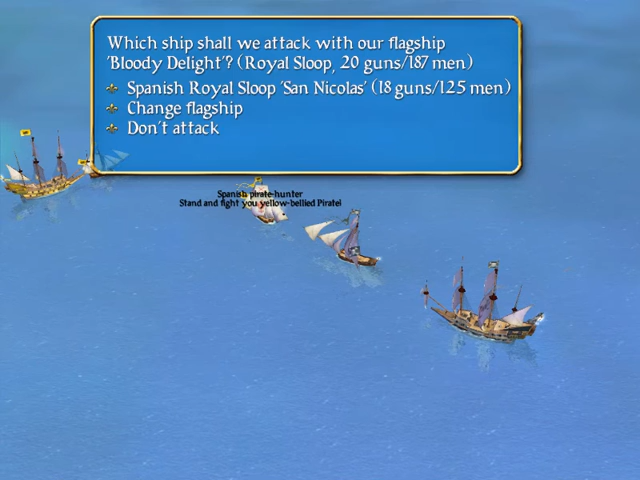 Which ship shall we attack with our flagship
'Bloody Delight'? (Royal Sloop, 20 guns/187 men)
Spanish Royal Sloop 'San Nicolas' (18 guns/125 men)
Change flagship
Don't attack
Spanish pirate-hunter
Stand and fight you yellow-bellied Pirate!